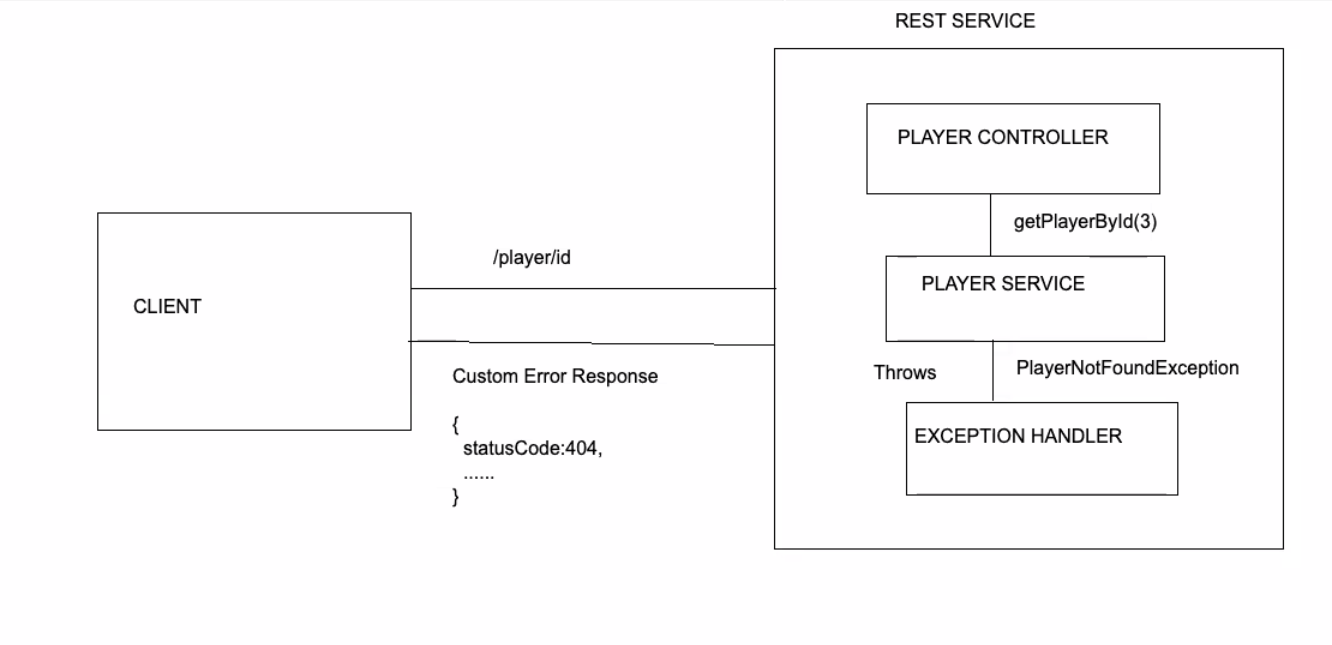 REST SERVICE
PLAYER CONTROLLER
getPlayerById(3)
/player/id
PLAYER SERVICE
CLIENT
Throws
PlayerNotFoundException
Custom Error Response
{
statusCode:404,
......
}
EXCEPTION HANDLER